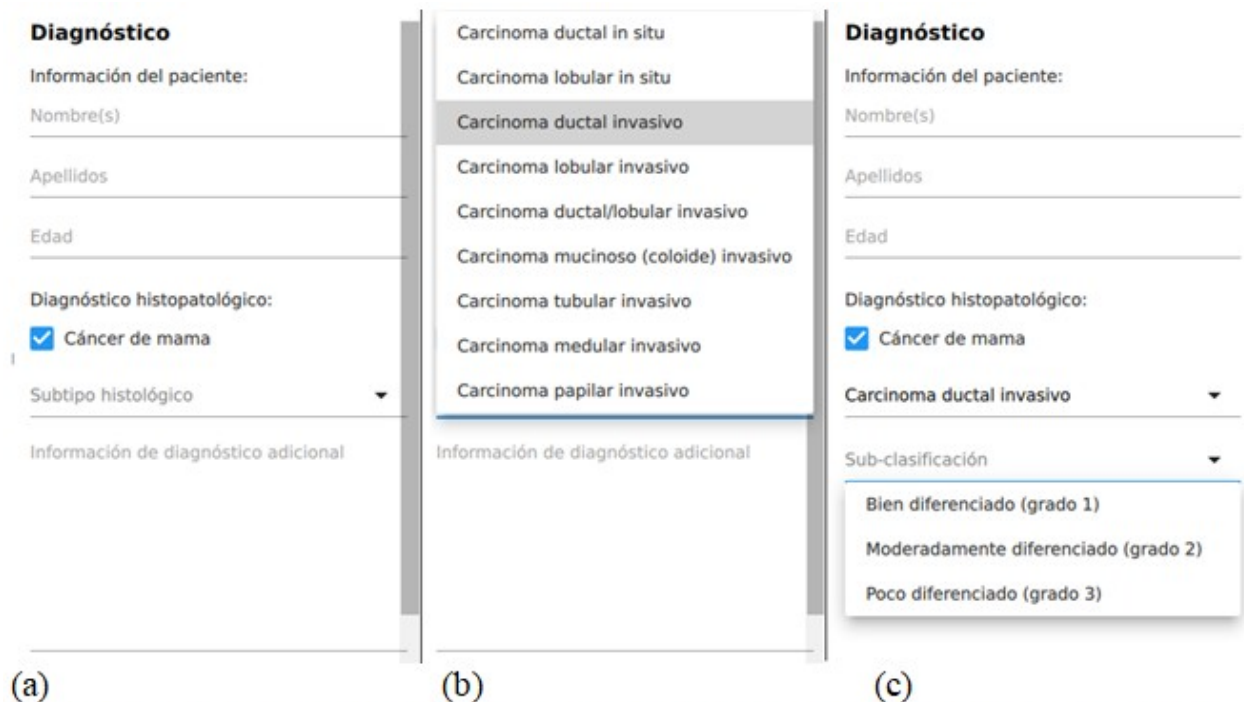 Diagnóstico
Información del paciente:
Nombre(s)
Apellidos
Edad
Diagnóstico histopatológico:
Cáncer de mama
Subtipo histológico
Información de diagnóstico adicional
(a)
Carcinoma ductal in situ
Carcinoma lobular in situ
Carcinoma ductal invasivo
Carcinoma lobular invasivo
Carcinoma ductal/lobular invasivo
Carcinoma mucinoso (coloide) invasivo
Carcinoma tubular invasivo
Carcinoma medular invasivo
Carcinoma papilar invasivo
Información de diagnóstico adicional
(b)
Diagnóstico
Información del paciente:
Nombre(s)
Apellidos
Edad
Diagnóstico histopatológico:
Cáncer de mama
Carcinoma ductal invasivo
Sub-clasificación
Bien diferenciado (grado 1)
Moderadamente diferenciado (grado 2)
Poco diferenciado (grado 3)
(c)